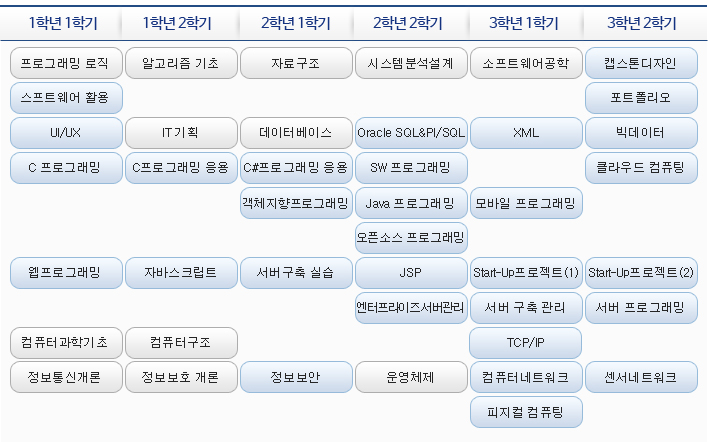 1학년 1학기 1학년 2학기 2학년 1학기 2학년 2학기 3학년 1학기 3학년 2학기
프로그래밍 로직 알고리즘 기초 자료구조 시스템분석설계 소프트웨어공학 캡스톤디자인
스프트웨어 활용 포트폴리오
UI/UX IT기획 데이터베이스 Oracle SQL&PI/SQL XML 빅데이터
C 프로그래밍 C프로그래밍 응용 C#프로그래밍 응용 SW 프로그래밍 클라우드 컴퓨팅
객체지향프로그래밍 Java 프로그래밍 모바일 프로그래밍
오픈소스 프로그래밍
웹프로그래밍 자바스크립트 서버구축 실습 JSP Start-Up프로젝트(1) Start-Up프로젝트(2)
엔터프라이즈서버관리 서버 구축 관리 서버 프로그래밍
컴퓨터과학기초 컴퓨터구조 TCP/IP
정보통신개론 정보보호 개론 정보보안 운영체제 컴퓨터네트워크 센서네트워크
피지컬 컴퓨팅